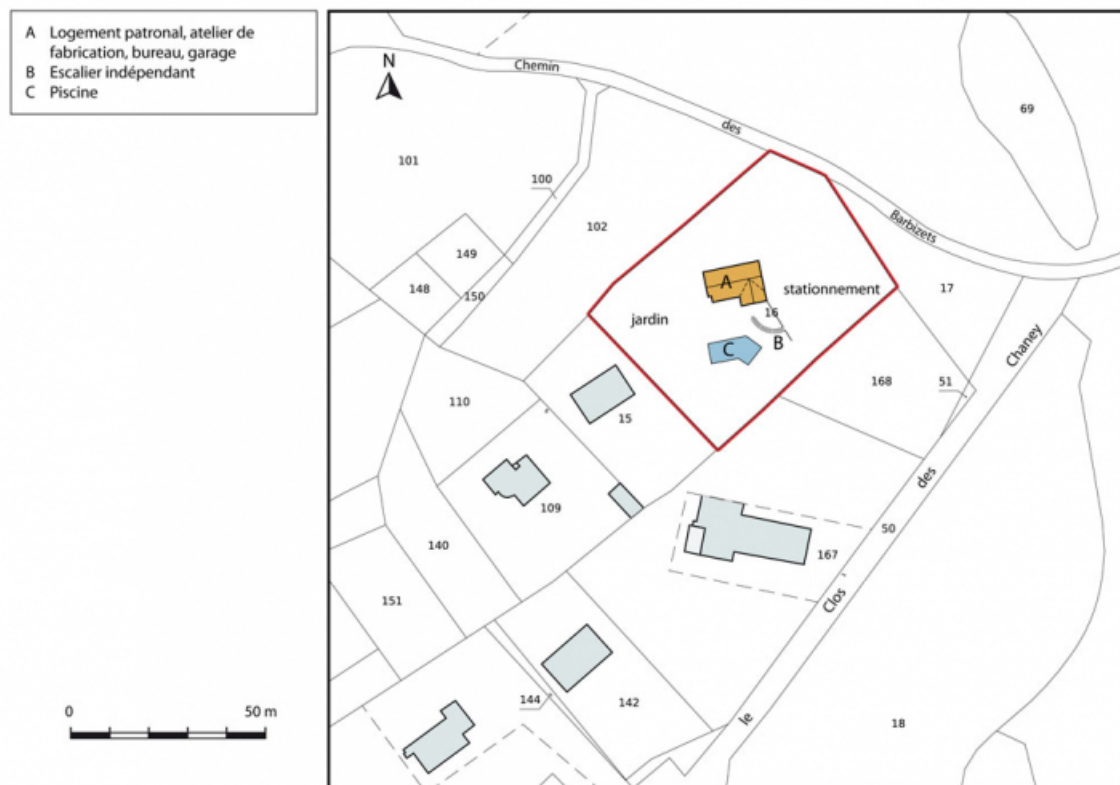 A Logement patronal, atelier de
fabrication, bureau, garage
B Escalier indépendant
C Piscine
N
Chemin
des
Barbizets
69
101
100
102
149
148
150
A
stationnement
17
16
jardin
B
C
168
51
Chaney
110
15
des
109
50
140
167
151
Clos
144
142
le
18
0 50 m